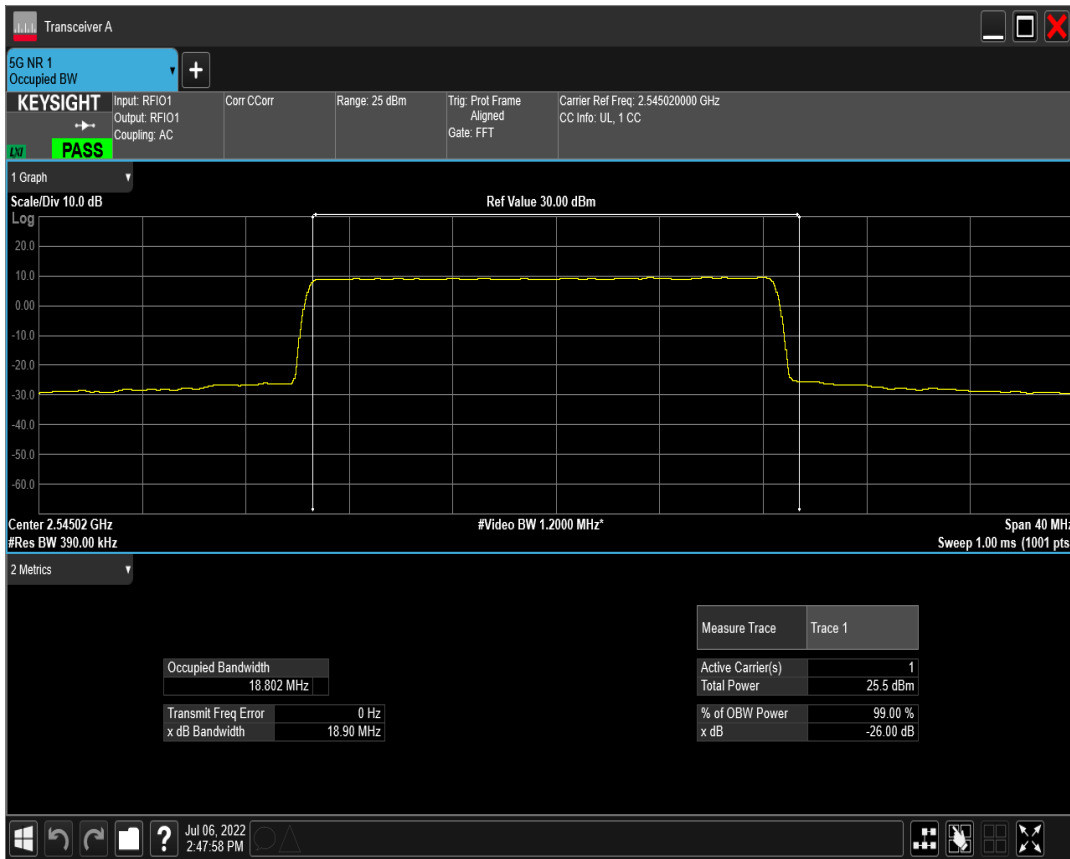 Transceiver A
5G NR 1
Occupied BW
+
KEYSIGHT
LXI
PASS
Input: RFIO1
Output: RFIO1
Coupling: AC
Corr CCorr
Range: 25 dBm
Trig: Prot Frame
Aligned
Gate: FFT
Carrier Ref Freq: 2.545020000 GHz
CC Info: UL, 1 CC
1 Graph
Scale/Div 10.0 dB
Ref Value 30.00 dBm
Log
20.0
10.0
0.00
-10.0
-20.0
-30.0
-40.0
-50.0
-60.0
Center 2.54502 GHz
#Video BW 1.2000 MHz*
Span 40 MHz
#Res BW 390.00 kHz
Sweep 1.00 ms (1001 pts
2 Metrics
Measure Trace Trace 1
Occupied Bandwidth
18.802 MHz
Active Carrier(s) 1
Total Power 25.5 dBm
Transmit Freq Error 0 Hz
x dB Bandwidth 18.90 MHz
% of OBW Power 99.00 %
x dB -26.00 dB
?
Jul 06, 2022
2:47:58 PM